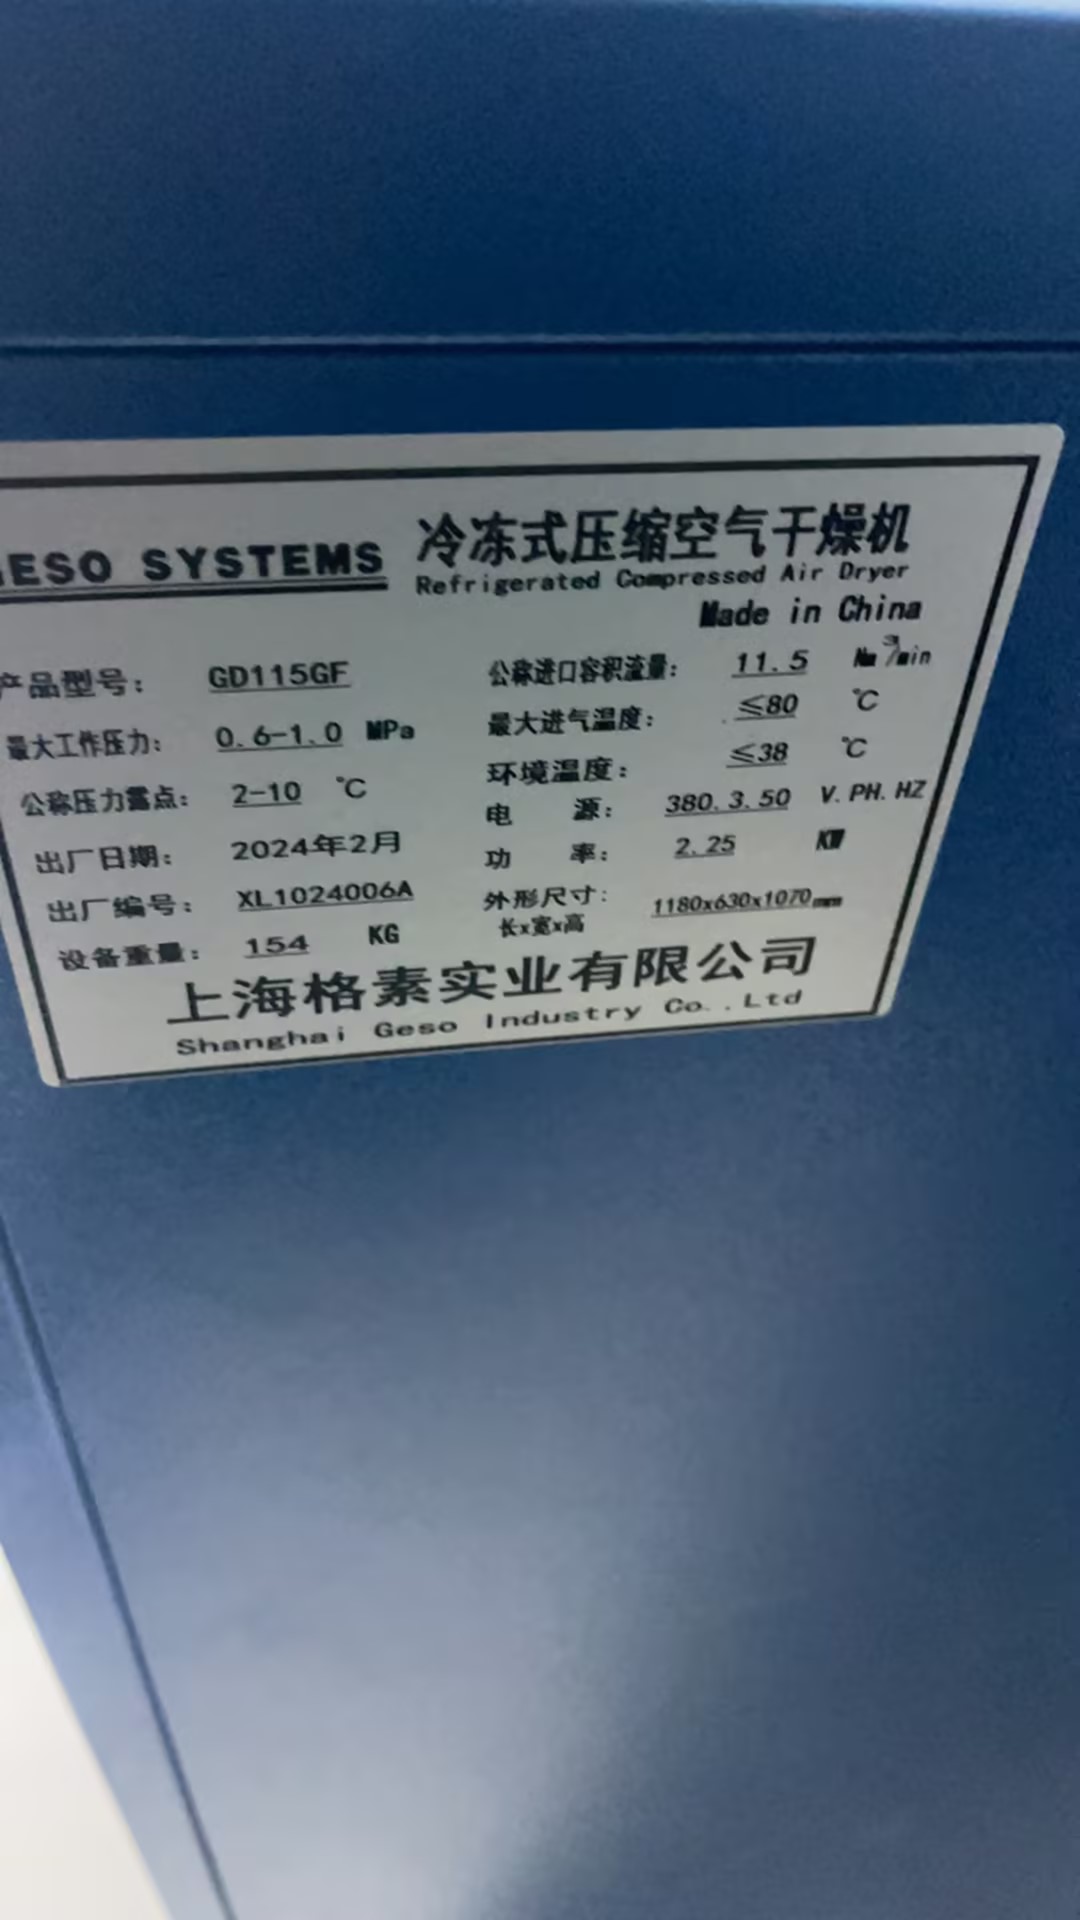 GESO SYSTEMS
冷冻式压缩空气干燥机
Refrigerated Compressed Air Dryer
Made in China
产品型号: GD115GF
公称进口容积流量: 11.5 Nm³/min
最大工作压力: 0.6-1.0 MPa
最大进气温度: ≤80 ℃
公称压力露点: 2-10 ℃
环境温度: ≤38 ℃
出厂日期: 2024年2月
电 源: 380.3.50 V.PH.HZ
出厂编号: XL1024006A
功 率: 2.25 KW
设备重量: 154 KG
外形尺寸: 1180x630x1070mm
长x宽x高
上海格素实业有限公司
Shanghai Geso Industry Co..Ltd